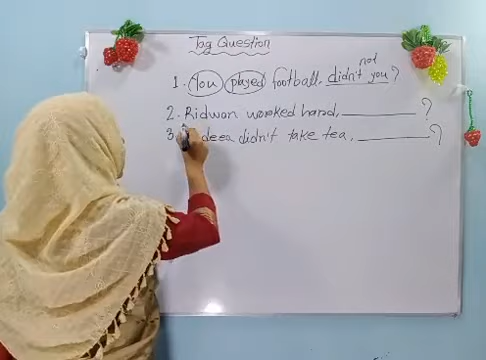 Tag Question
not
1. You played football, didn't you?
2. Ridwan worked hard, ________?
3. deea didn't take tea, ________?